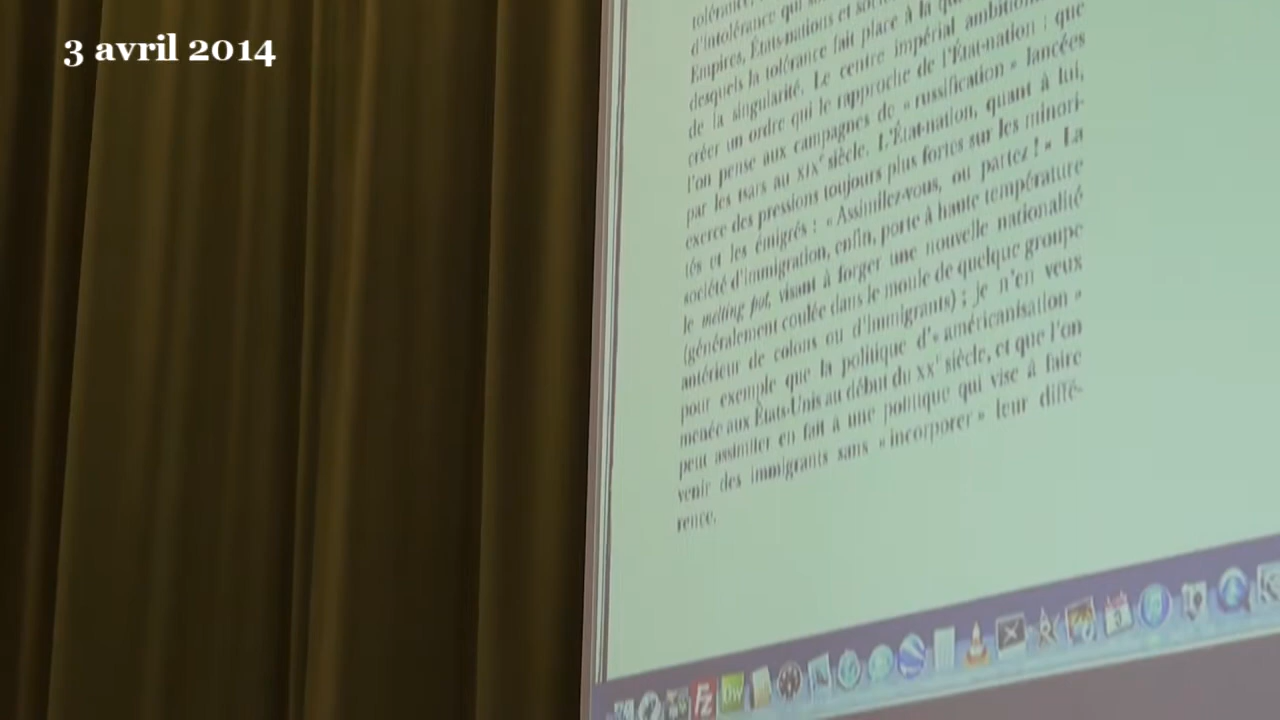 3 avril 2014
tolérance,
d'intolérance qui
Empires, États-nations et
desquels la tolérance fait place à la
de la singularité. Le centre impérial
créer un ordre qui le rapproche de l'État-nation : que
l'on pense aux campagnes de « russification » lancées
par les tsars au XIXe siècle. L'État-nation, quant à lui,
exerce des pressions toujours plus fortes sur les minori-
tés et les émigrés : « Assimilez-vous, ou partez ! » La
société d'immigration, enfin, porte à haute température
le melting pot, visant à forger une nouvelle nationalité
(généralement coulée dans le moule de quelque groupe
antérieur de colons ou d'immigrants) ; je n'en veux
pour exemple que la politique d'« américanisation »
menée aux États-Unis au début du XXe siècle, et que l'on
peut assimiler en fait à une politique qui vise à faire
venir des immigrants sans « incorporer » leur diffé-
rence.
Fz
Dw